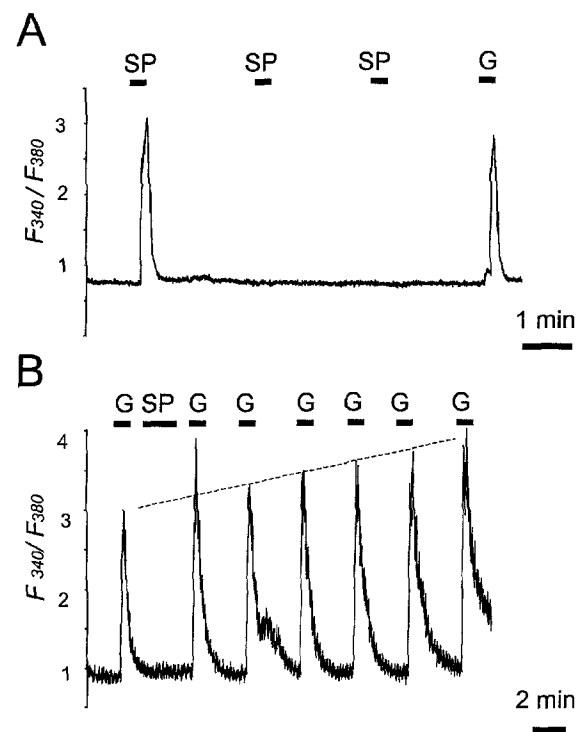 A
SP SP SP G
3
2
1
F340 / F380
1 min
B
G SP G G G G G G
4
3
2
1
F 340/ F380
2 min